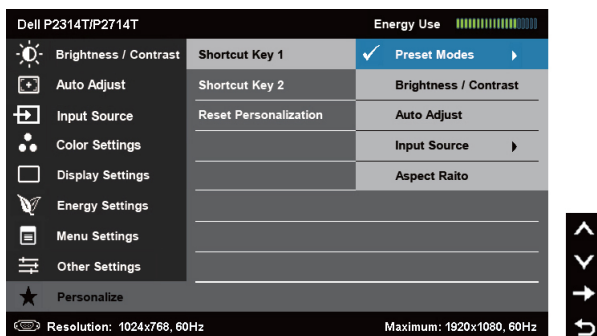 Dell P2314T/P2714T Energy Use
Brightness / Contrast Shortcut Key 1 Preset Modes
Auto Adjust Shortcut Key 2 Brightness / Contrast
Input Source Reset Personalization Auto Adjust
Color Settings Input Source
Display Settings Aspect Raito
Energy Settings
Menu Settings
Other Settings
Personalize
Resolution: 1024x768, 60Hz Maximum: 1920x1080, 60Hz